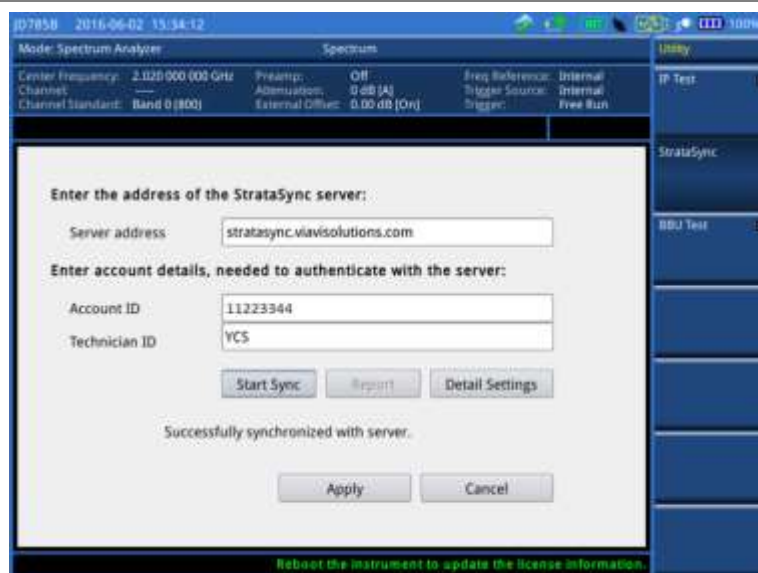 JD785B 2016-06-02 15:34:12
100%
Mode: Spectrum Analyzer
Spectrum
Utility
Center Frequency: 2.020 000 000 GHz
Channel: ----
Channel Standard: Band 0 [800]
Preamp: Off
Attenuation: 0 dB [A]
External Offset: 0.00 dB [On]
Freq Reference: Internal
Trigger Source: Internal
Trigger: Free Run
IP Test
StrataSync
BBU Test
Enter the address of the StrataSync server:
Server address
stratasync.viavisolutions.com
Enter account details, needed to authenticate with the server:
Account ID
11223344
Technician ID
YCS
Start Sync
Report
Detail Settings
Successfully synchronized with server.
Apply
Cancel
Reboot the instrument to update the license information.